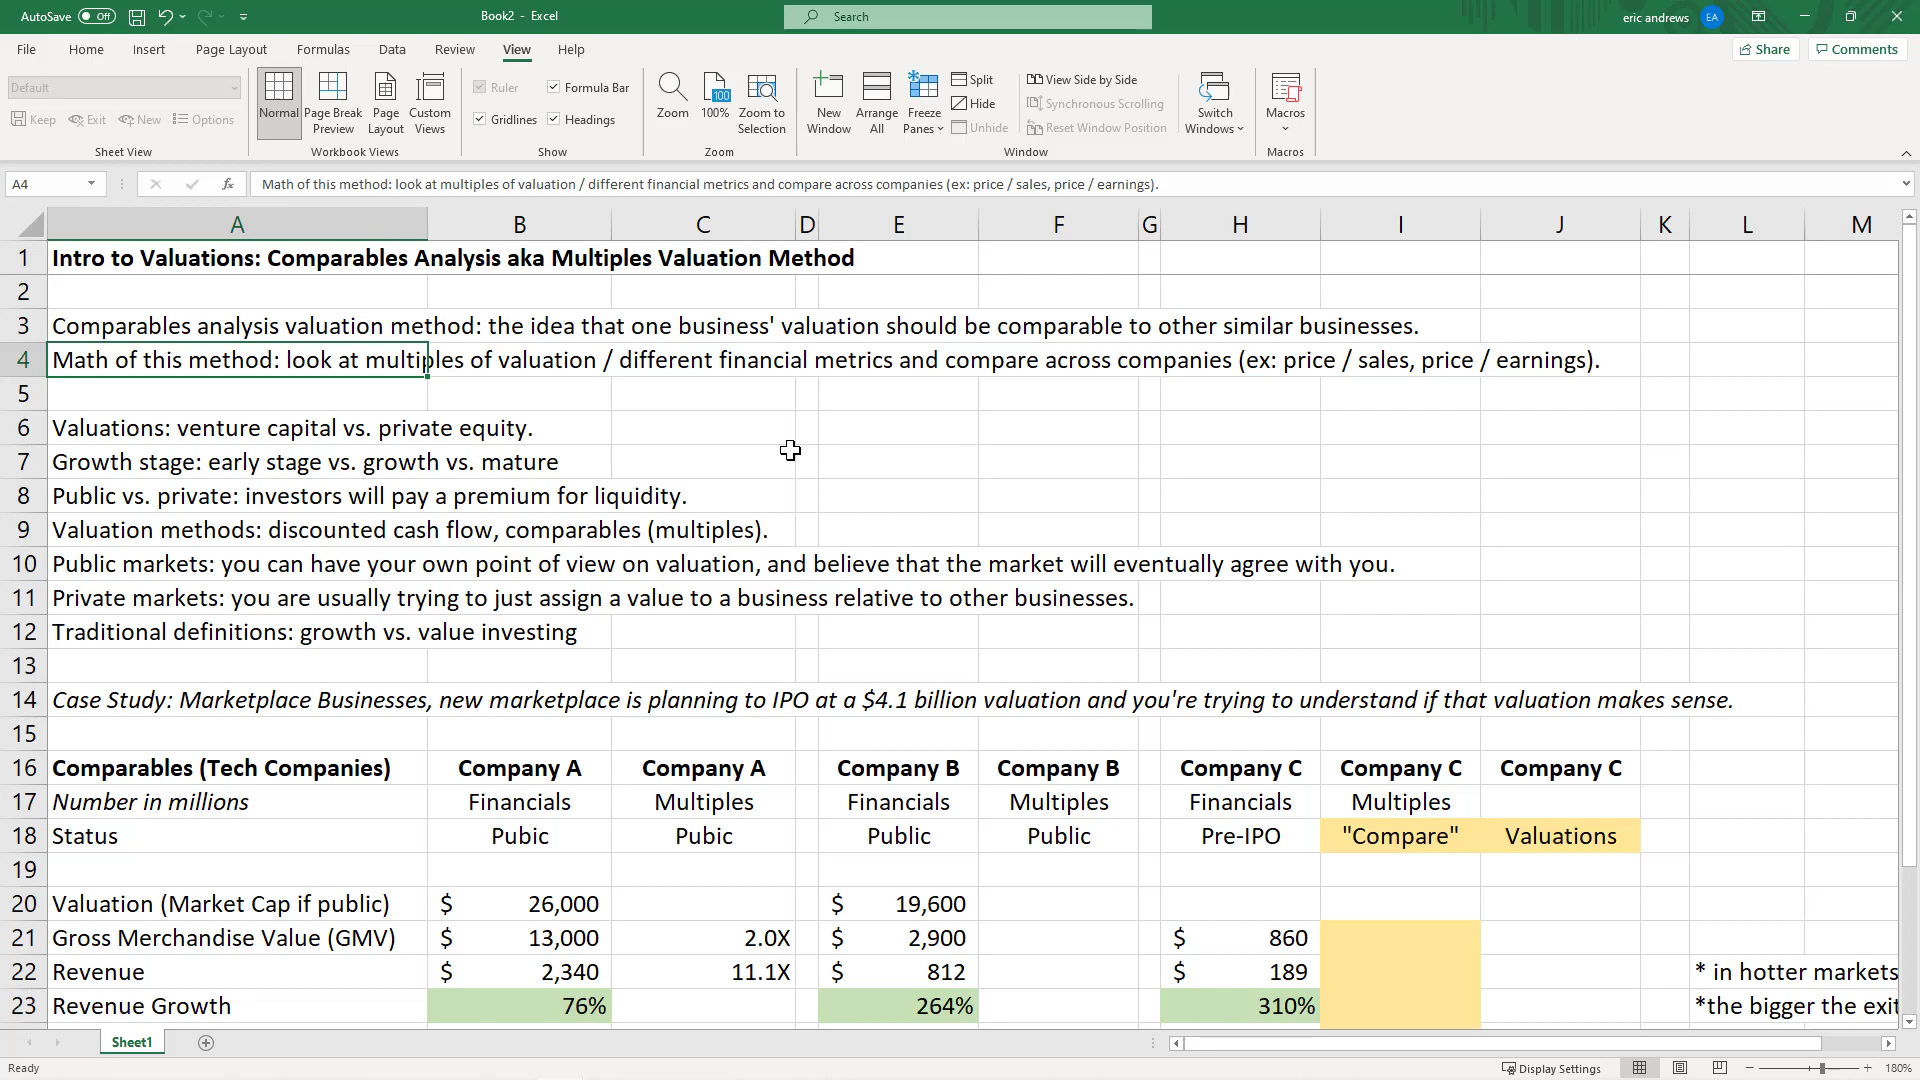 AutoSave Off Book2 - Excel Search eric andrews EA
File Home Insert Page Layout Formulas Data Review View Help Share Comments
Default
Keep Exit New Options
Sheet View
Normal Page Break Preview Page Layout Custom Views
Workbook Views
Ruler Formula Bar
Gridlines Headings
Show
Zoom 100 100% Zoom to Selection
Zoom
New Window Arrange All Freeze Panes
Split
Hide
Unhide
View Side by Side
Synchronous Scrolling
Reset Window Position
Switch Windows
Window
Macros
Macros
A4 fx Math of this method: look at multiples of valuation / different financial metrics and compare across companies (ex: price / sales, price / earnings).
A B C D E F G H I J K L M
1 Intro to Valuations: Comparables Analysis aka Multiples Valuation Method
2
3 Comparables analysis valuation method: the idea that one business' valuation should be comparable to other similar businesses.
4 Math of this method: look at multiples of valuation / different financial metrics and compare across companies (ex: price / sales, price / earnings).
5
6 Valuations: venture capital vs. private equity.
7 Growth stage: early stage vs. growth vs. mature
8 Public vs. private: investors will pay a premium for liquidity.
9 Valuation methods: discounted cash flow, comparables (multiples).
10 Public markets: you can have your own point of view on valuation, and believe that the market will eventually agree with you.
11 Private markets: you are usually trying to just assign a value to a business relative to other businesses.
12 Traditional definitions: growth vs. value investing
13
14 Case Study: Marketplace Businesses, new marketplace is planning to IPO at a $4.1 billion valuation and you're trying to understand if that valuation makes sense.
15
16 Comparables (Tech Companies) Company A Company A Company B Company B Company C Company C Company C
17 Number in millions Financials Multiples Financials Multiples Financials Multiples
18 Status Pubic Pubic Public Public Pre-IPO "Compare" Valuations
19
20 Valuation (Market Cap if public) $ 26,000 $ 19,600
21 Gross Merchandise Value (GMV) $ 13,000 2.0X $ 2,900 $ 860
22 Revenue $ 2,340 11.1X $ 812 $ 189 * in hotter markets
23 Revenue Growth 76% 264% 310% *the bigger the exit
Sheet1
Ready Display Settings 180%